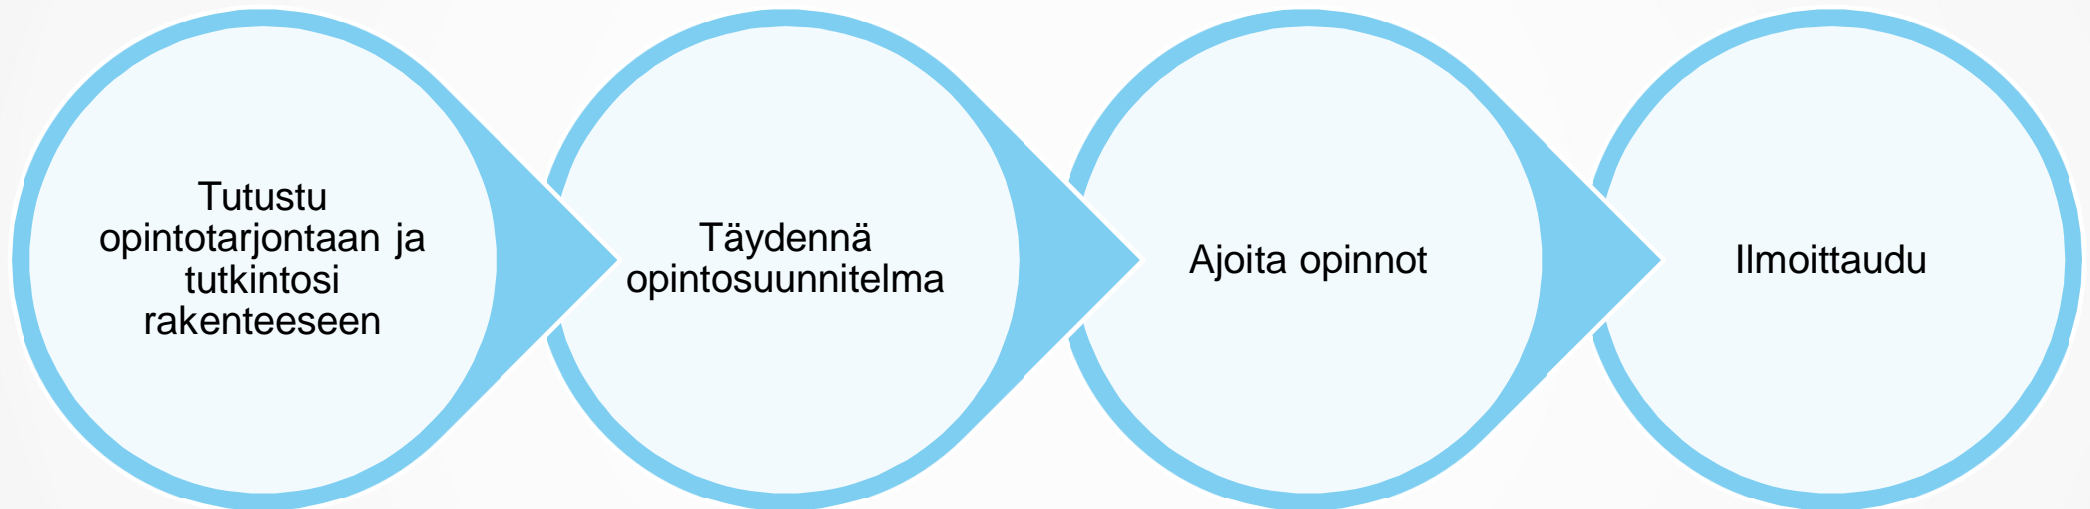 Tutustu
opintotarjontaan ja
tutkintosi
rakenteeseen
Täydennä
opintosuunnitelma
Ajoita opinnot
Ilmoittaudu